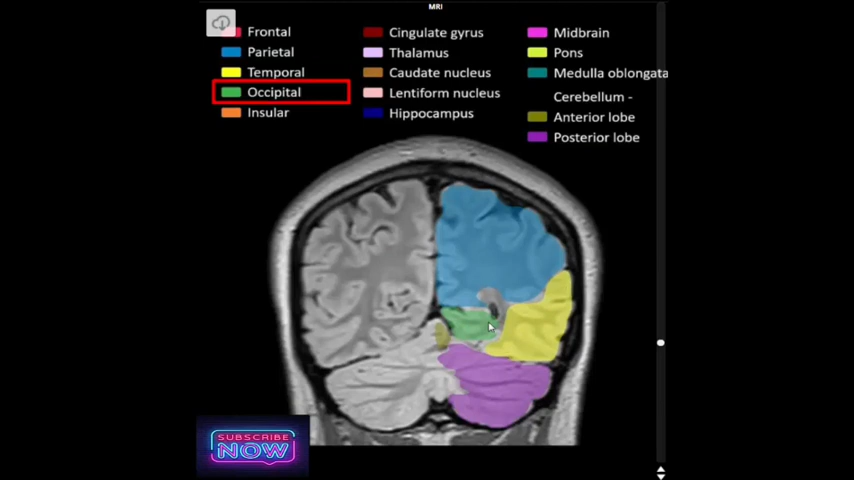 MRI
Frontal
Parietal
Temporal
Occipital
Insular
Cingulate gyrus
Thalamus
Caudate nucleus
Lentiform nucleus
Hippocampus
Midbrain
Pons
Medulla oblongata
Cerebellum -
Anterior lobe
Posterior lobe
SUBSCRIBE
NOW